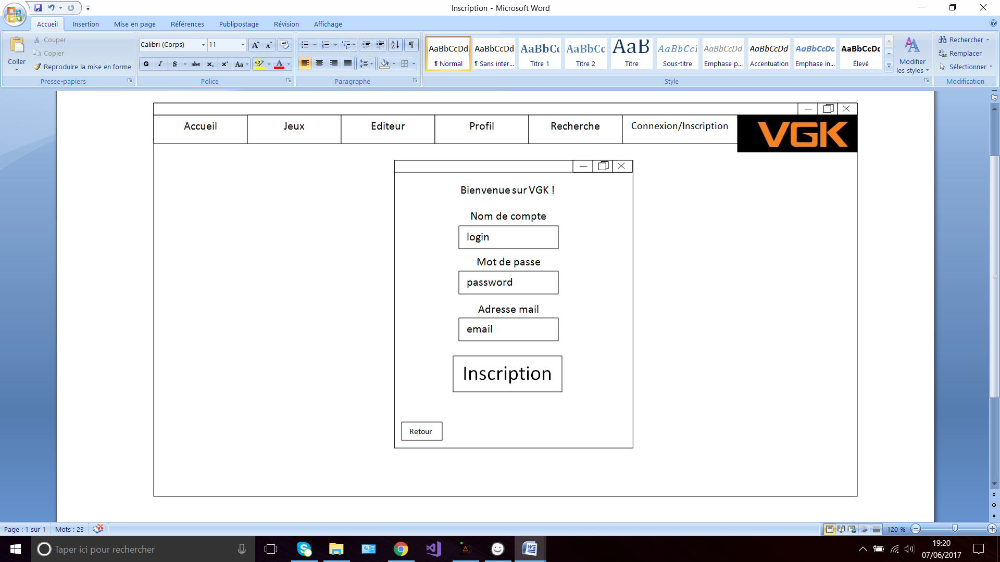 Inscription - Microsoft Word
Accueil Insertion Mise en page Références Publipostage Révision Affichage
Coller
Couper
Copier
Reproduire la mise en forme
Presse-papiers
Calibri (Corps) 11
G I S abc x₂ x² Aa ab A
Police
Paragraphe
AaBbCcDd AaBbCcDd AaBbCc AaBbCc AaB AaBbCcI AaBbCcDd AaBbCcDd AaBbCcDc AaBbCcDc
¶ Normal ¶ Sans inter... Titre 1 Titre 2 Titre Sous-titre Emphase p... Accentuation Emphase in... Élevé
Style
Modifier
les styles
Rechercher
Remplacer
Sélectionner
Modification
Accueil Jeux Editeur Profil Recherche Connexion/Inscription VGK
Bienvenue sur VGK !
Nom de compte
login
Mot de passe
password
Adresse mail
email
Inscription
Retour
Page : 1 sur 1 Mots : 23 120 %
Taper ici pour rechercher
19:20
07/06/2017